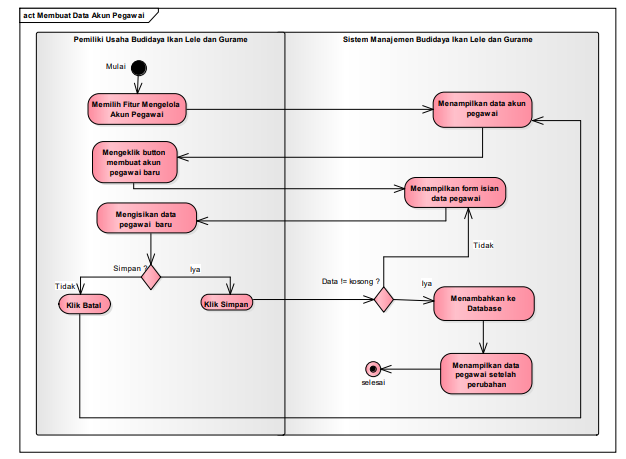 act Membuat Data Akun Pegawai
Pemiliki Usaha Budidaya Ikan Lele dan Gurame
Sistem Manajemen Budidaya Ikan Lele dan Gurame
Mulai
Memilih Fitur Mengelola
Akun Pegawai
Menampilkan data akun
pegawai
Mengeklik button
membuat akun
pegawai baru
Menampilkan form isian
data pegawai
Mengisikan data
pegawai baru
Tidak
Simpan ?
Iya
Tidak
Klik Batal
Klik Simpan
Data != kosong ?
Iya
Menambahkan ke
Database
Menampilkan data
pegawai setelah
perubahan
selesai